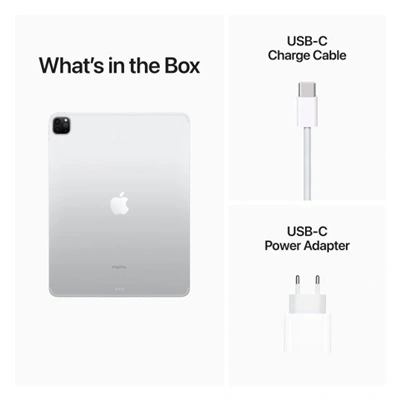 What's in the Box
USB-C
Charge Cable
USB-C
Power Adapter